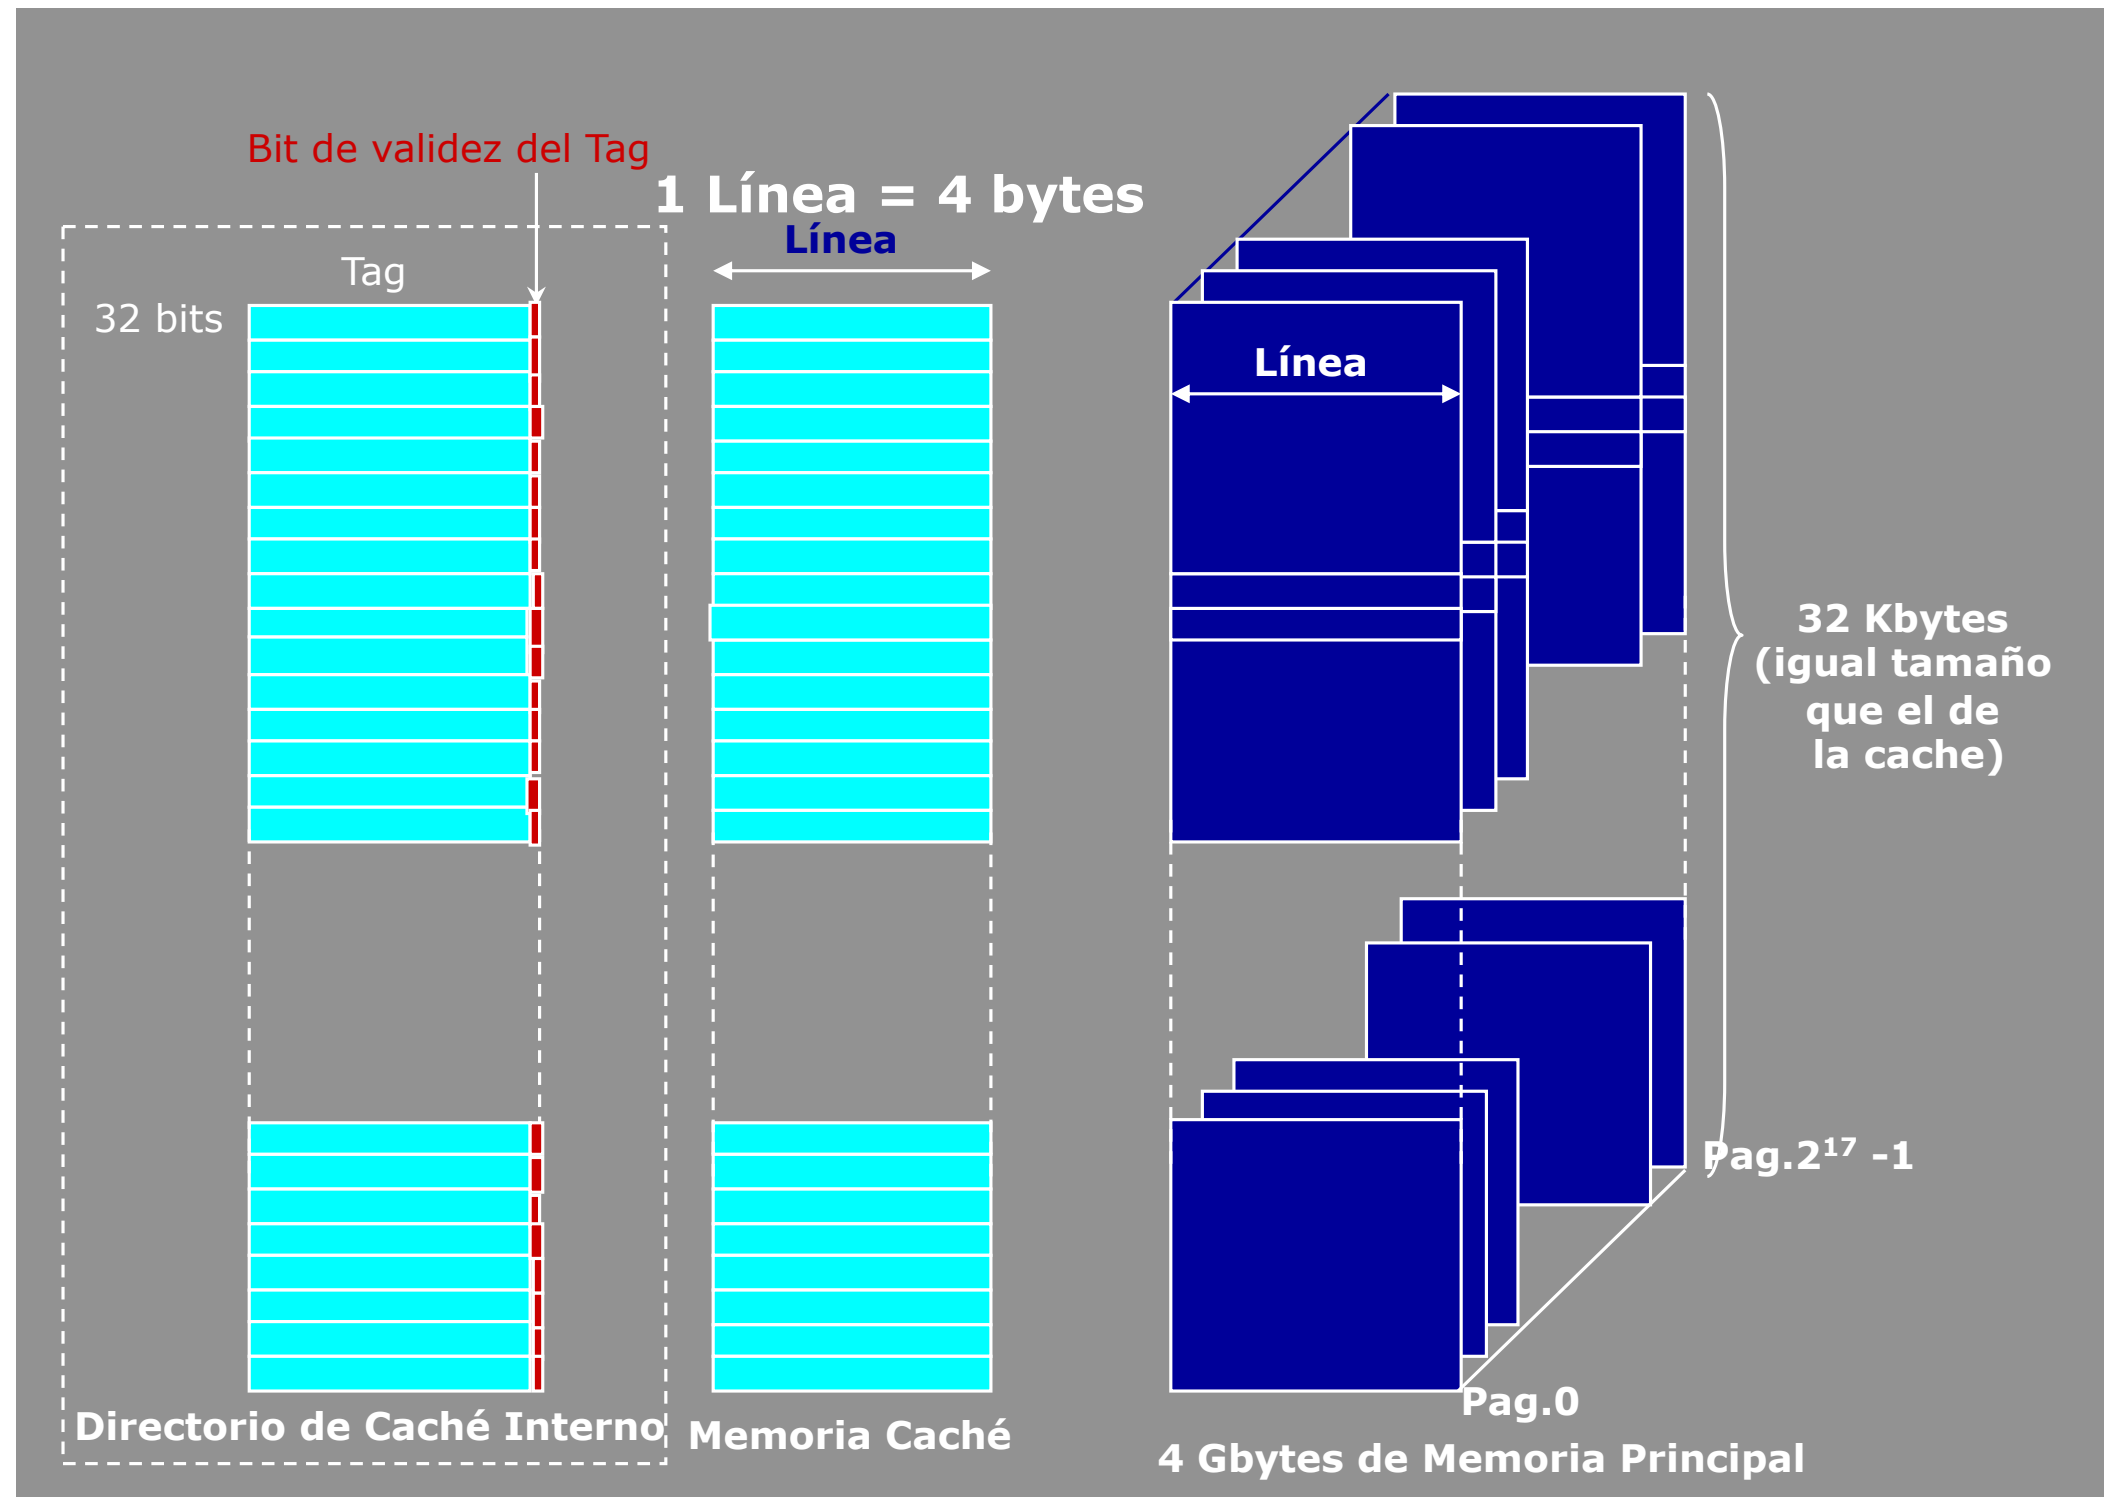 Bit de validez del Tag
1 Línea = 4 bytes
Línea
Tag
32 bits
Línea
32 Kbytes
(igual tamaño
que el de
la cache)
Pag.2¹⁷ -1
Pag.0
Directorio de Caché Interno
Memoria Caché
4 Gbytes de Memoria Principal